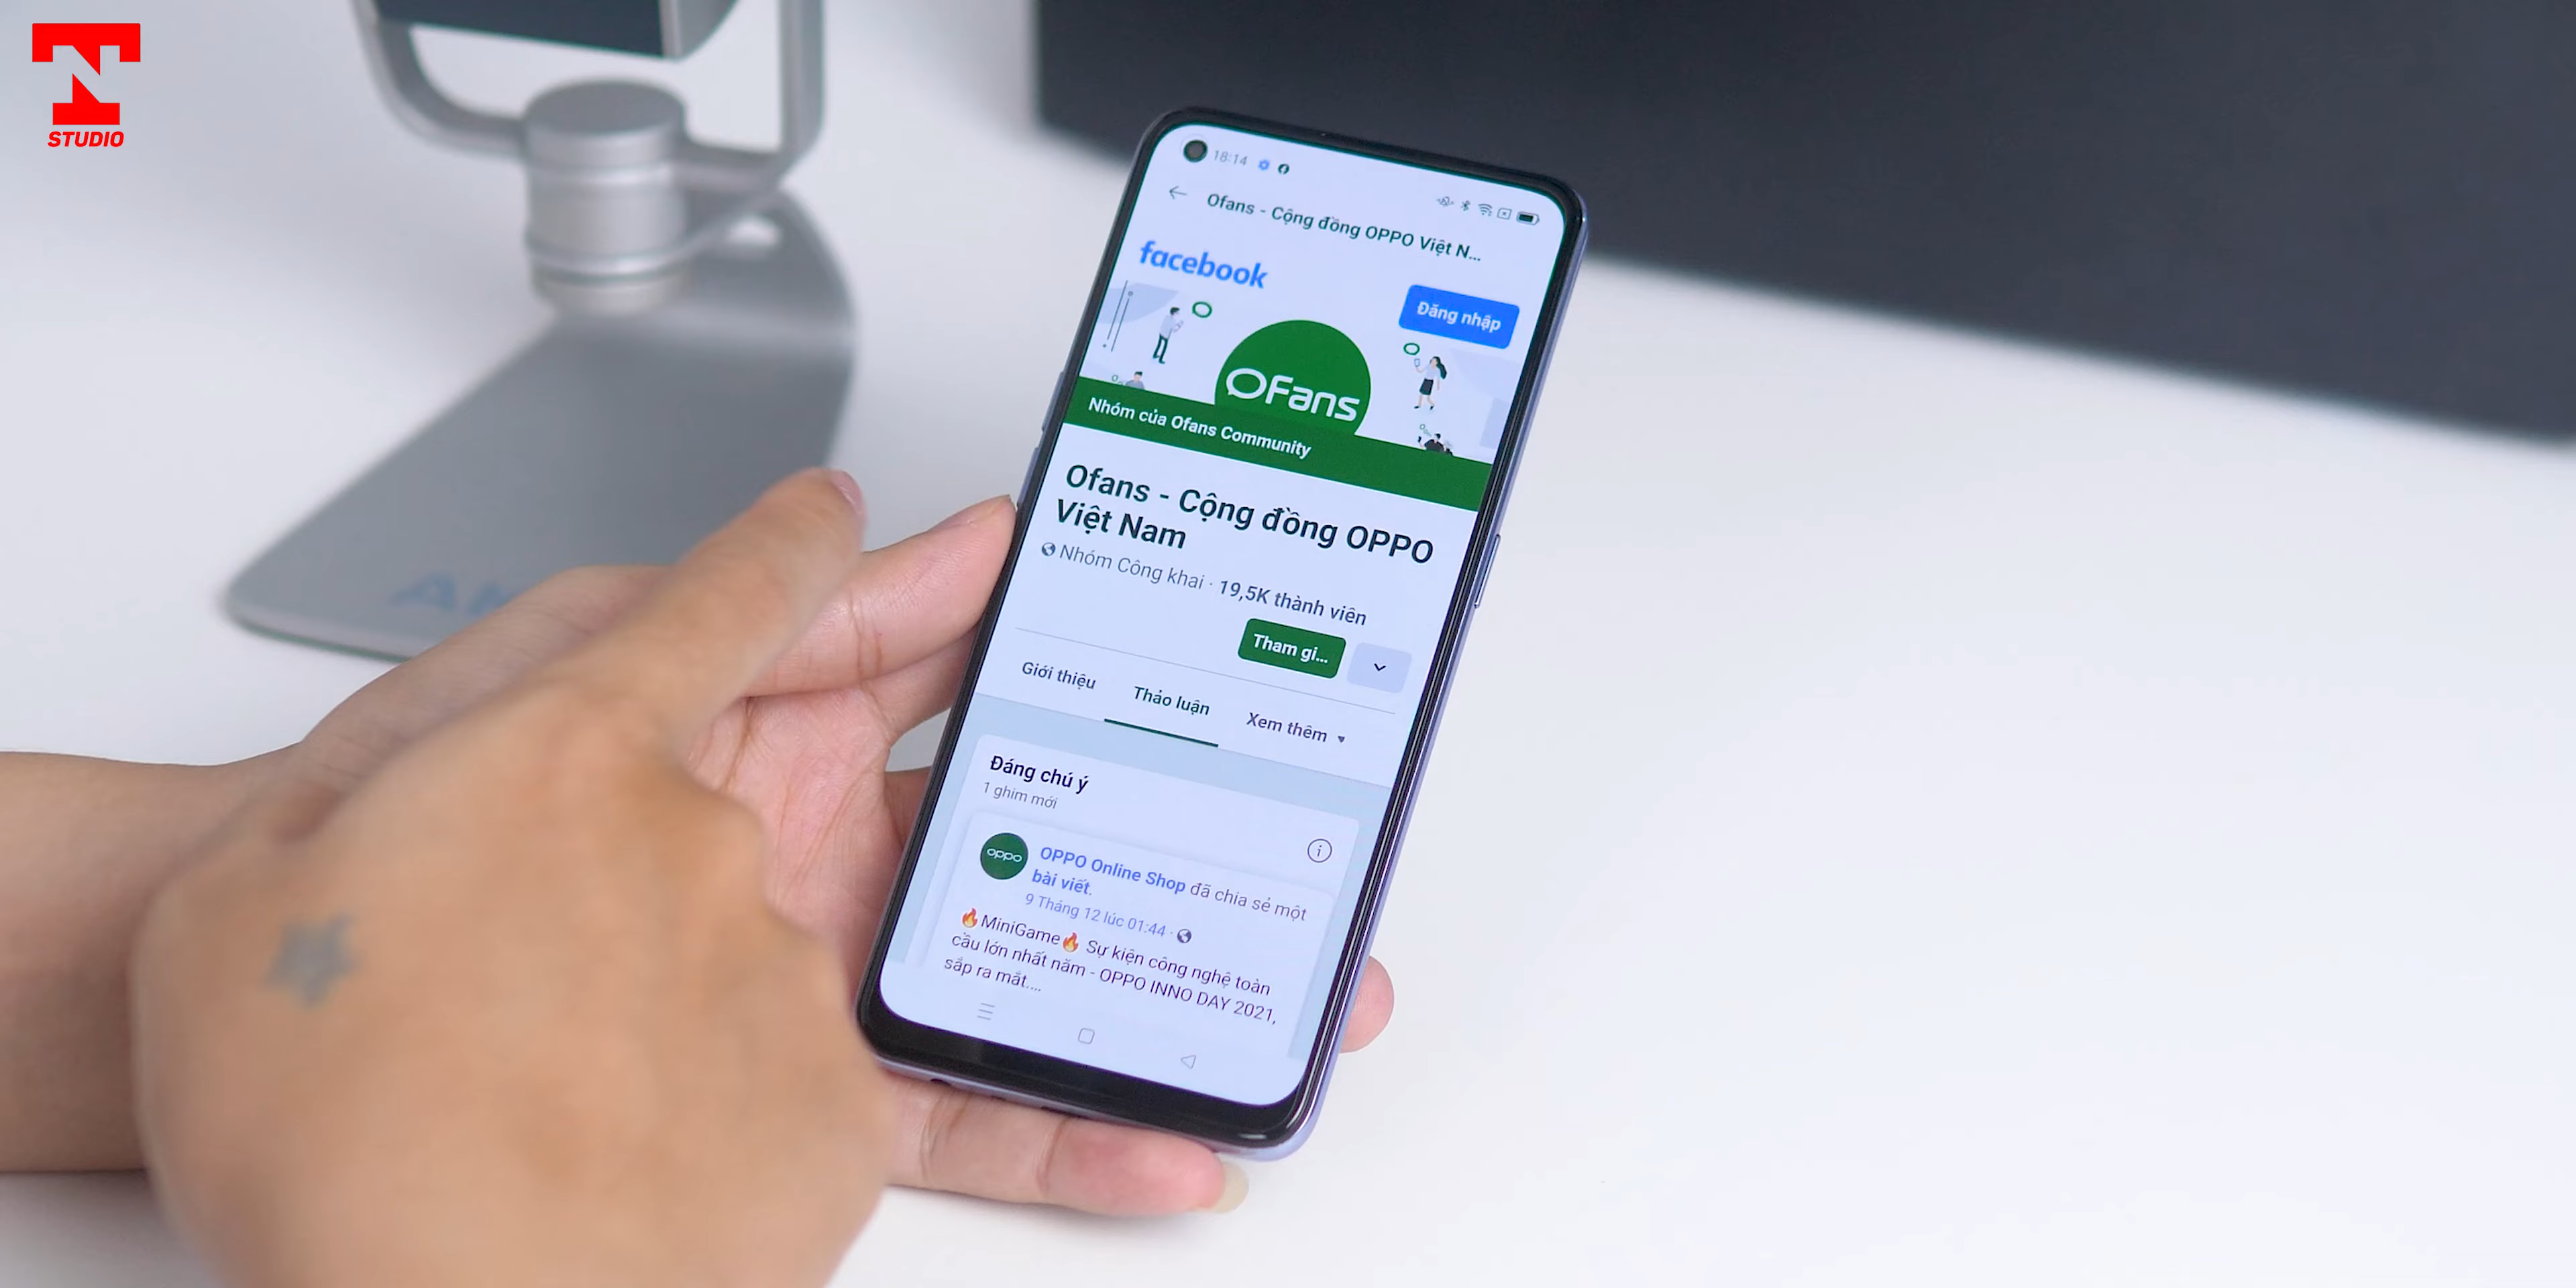 TN
STUDIO
18:14
Ofans - Cộng đồng OPPO Việt N...
facebook
Đăng nhập
OFans
Nhóm của Ofans Community
Ofans - Cộng đồng OPPO
Việt Nam
Nhóm Công khai · 19,5K thành viên
Tham gi...
Giới thiệu
Thảo luận
Xem thêm
Đáng chú ý
1 ghim mới
oppo
OPPO Online Shop đã chia sẻ một
bài viết.
9 Tháng 12 lúc 01:44 ·
🔥MiniGame🔥 Sự kiện công nghệ toàn
cầu lớn nhất năm - OPPO INNO DAY 2021,
sắp ra mắt....